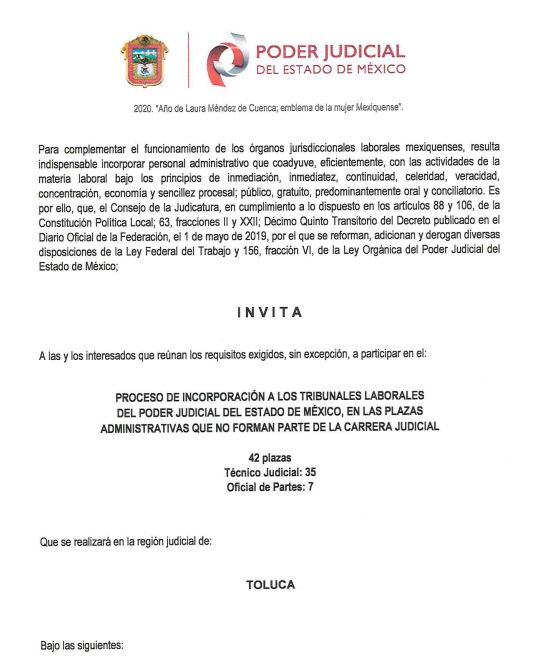 PODER JUDICIAL
DEL ESTADO DE MÉXICO
2020. "Año de Laura Méndez de Cuenca; emblema de la mujer Mexiquense".
Para complementar el funcionamiento de los órganos jurisdiccionales laborales mexiquenses, resulta
indispensable incorporar personal administrativo que coadyuve, eficientemente, con las actividades de la
materia laboral bajo los principios de inmediación, inmediatez, continuidad, celeridad, veracidad,
concentración, economía y sencillez procesal; público, gratuito, predominantemente oral y conciliatorio. Es
por ello, que, el Consejo de la Judicatura, en cumplimiento a lo dispuesto en los artículos 88 y 106, de la
Constitución Política Local; 63, fracciones II y XXII; Décimo Quinto Transitorio del Decreto publicado en el
Diario Oficial de la Federación, el 1 de mayo de 2019, por el que se reforman, adicionan y derogan diversas
disposiciones de la Ley Federal del Trabajo y 156, fracción VI, de la Ley Orgánica del Poder Judicial del
Estado de México;
INVITA
A las y los interesados que reúnan los requisitos exigidos, sin excepción, a participar en el:
PROCESO DE INCORPORACIÓN A LOS TRIBUNALES LABORALES
DEL PODER JUDICIAL DEL ESTADO DE MÉXICO, EN LAS PLAZAS
ADMINISTRATIVAS QUE NO FORMAN PARTE DE LA CARRERA JUDICIAL
42 plazas
Técnico Judicial: 35
Oficial de Partes: 7
Que se realizará en la región judicial de:
TOLUCA
Bajo las siguientes: